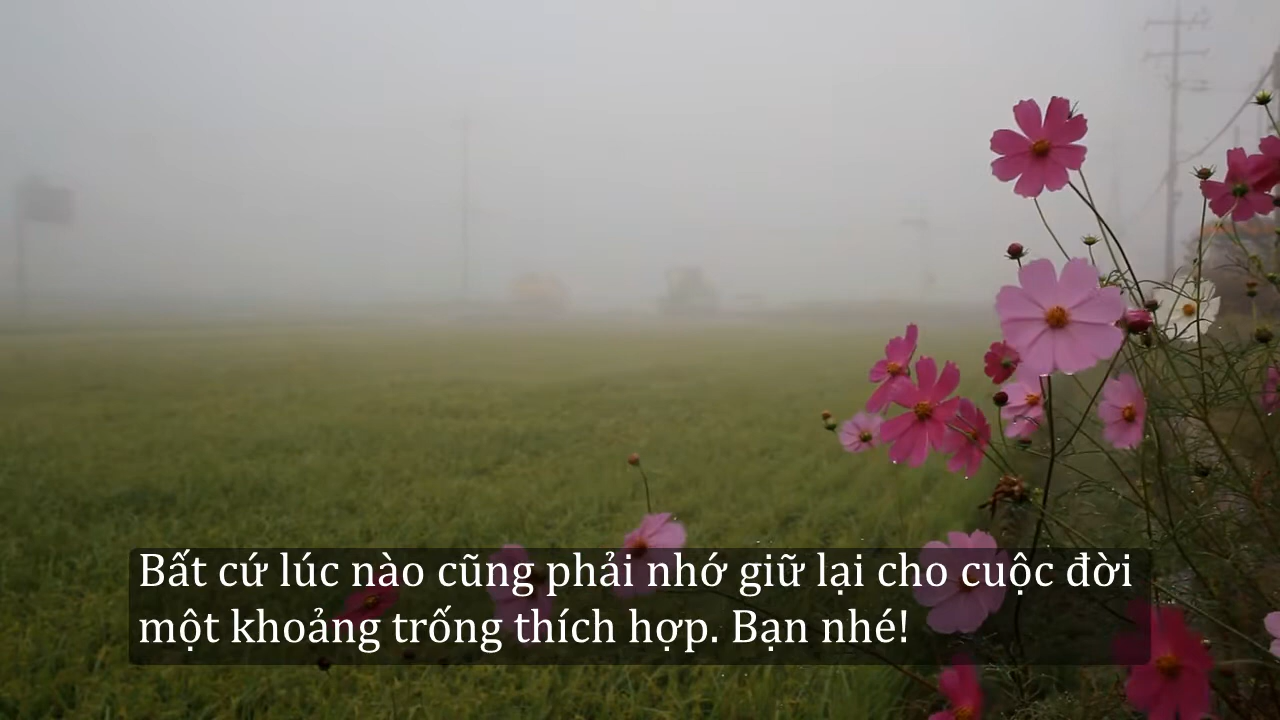 Bất cứ lúc nào cũng phải nhớ giữ lại cho cuộc đời
một khoảng trống thích hợp. Bạn nhé!